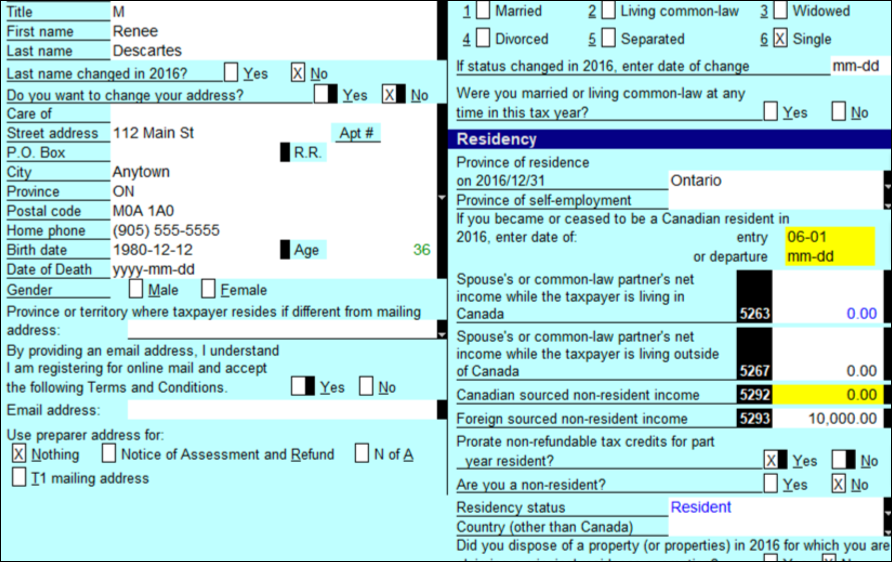 Title M
First name Renee
Last name Descartes
Last name changed in 2016? Yes X No
Do you want to change your address? Yes X No
Care of
Street address 112 Main St Apt #
P.O. Box R.R.
City Anytown
Province ON
Postal code M0A 1A0
Home phone (905) 555-5555
Birth date 1980-12-12 Age 36
Date of Death yyyy-mm-dd
Gender Male Female
Province or territory where taxpayer resides if different from mailing
address:
By providing an email address, I understand
I am registering for online mail and accept
the following Terms and Conditions. Yes No
Email address:
Use preparer address for:
X Nothing Notice of Assessment and Refund N of A
T1 mailing address
1 Married 2 Living common-law 3 Widowed
4 Divorced 5 Separated 6 X Single
If status changed in 2016, enter date of change mm-dd
Were you married or living common-law at any
time in this tax year? Yes No
Residency
Province of residence
on 2016/12/31 Ontario
Province of self-employment
If you became or ceased to be a Canadian resident in
2016, enter date of: entry 06-01
or departure mm-dd
Spouse's or common-law partner's net
income while the taxpayer is living in
Canada 5263 0.00
Spouse's or common-law partner's net
income while the taxpayer is living outside
of Canada 5267 0.00
Canadian sourced non-resident income 5292 0.00
Foreign sourced non-resident income 5293 10,000.00
Prorate non-refundable tax credits for part
year resident? X Yes No
Are you a non-resident? Yes X No
Residency status Resident
Country (other than Canada)
Did you dispose of a property (or properties) in 2016 for which you are